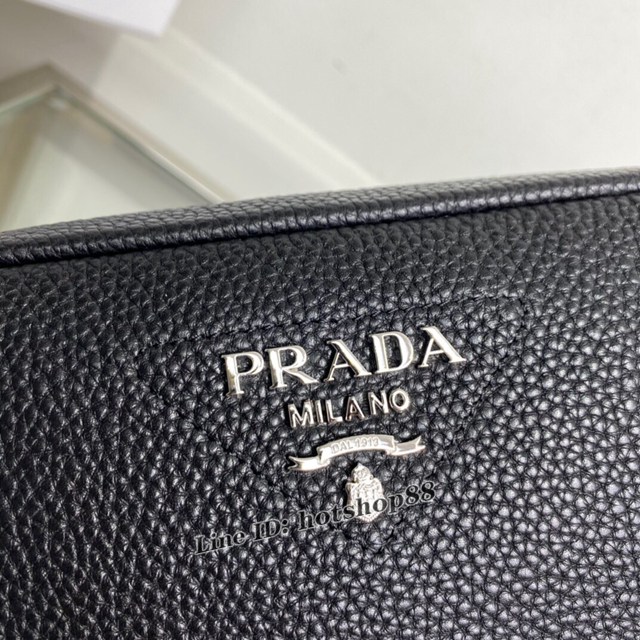 PRADA
MILANO
DAL 1913
Line ID: hotshop88